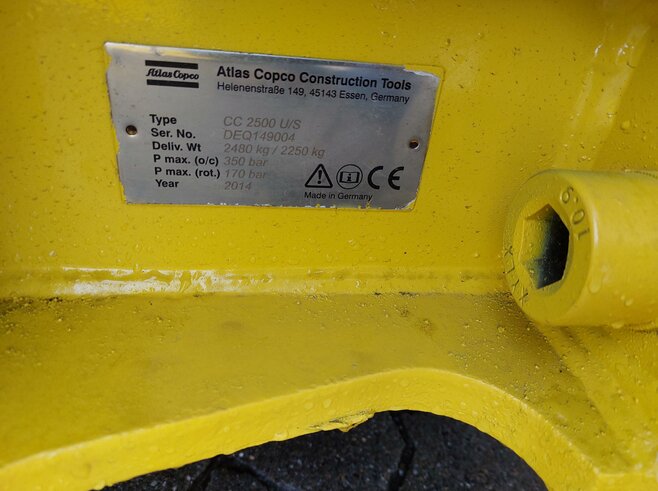 Atlas Copco
Atlas Copco Construction Tools
Helenenstraße 149, 45143 Essen, Germany
Type CC 2500 U/S
Ser. No. DEQ149004
Deliv. Wt 2480 kg / 2250 kg
P max. (o/c) 350 bar
P max. (rot.) 170 bar
Year 2014
CE
Made in Germany
10.9